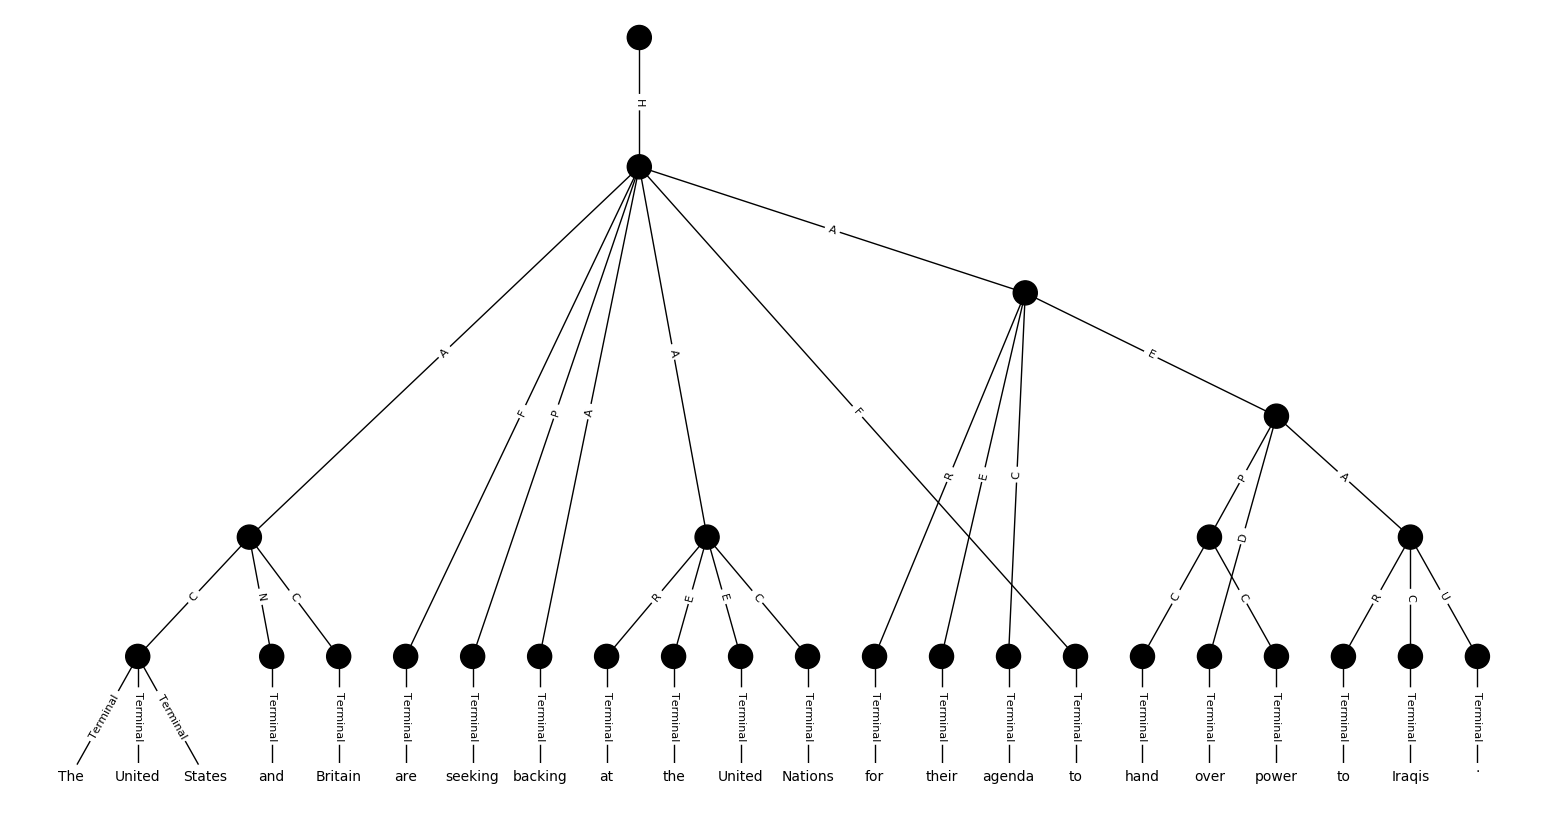 H
A
A
F P A A F E
R E C P A
D
C N C R E E C C C R C U
Terminal Terminal Terminal Terminal Terminal Terminal Terminal Terminal Terminal Terminal Terminal Terminal Terminal Terminal Terminal Terminal Terminal Terminal Terminal Terminal Terminal Terminal
The United States and Britain are seeking backing at the United Nations for their agenda to hand over power to Iraqis .